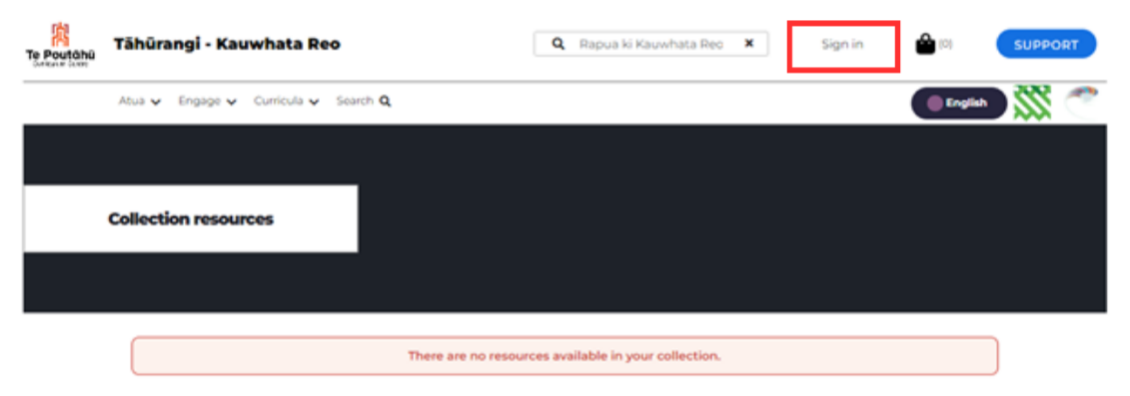 Te Poutāhū
Tāhūrangi - Kauwhata Reo
Rapua ki Kauwhata Reo
Sign in
(0)
SUPPORT
Atua
Engage
Curricula
Search
English
Collection resources
There are no resources available in your collection.